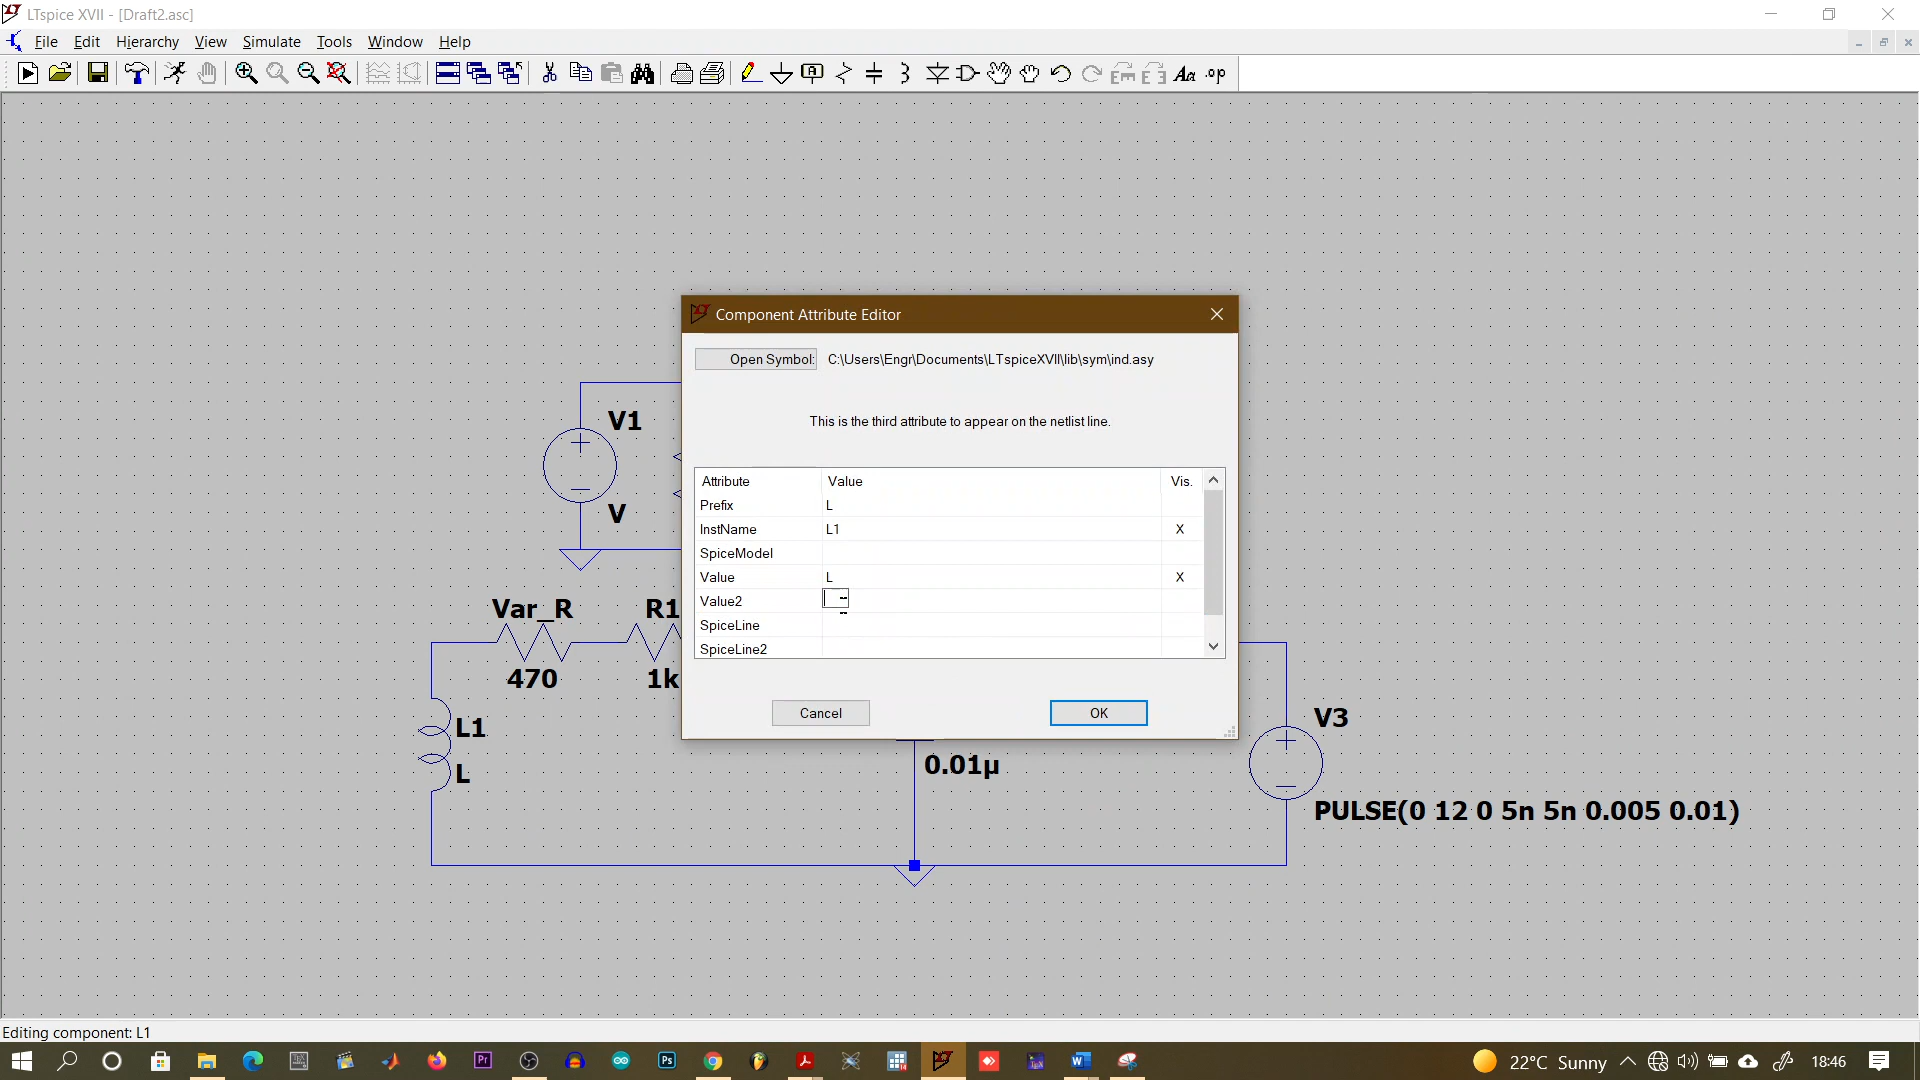 LTspice XVII - [Draft2.asc]
File Edit Hierarchy View Simulate Tools Window Help
Component Attribute Editor
Open Symbol: C:\Users\Engr\Documents\LTspiceXVII\lib\sym\ind.asy
This is the third attribute to appear on the netlist line.
Attribute Value Vis.
Prefix L
InstName L1 X
SpiceModel
Value L X
Value2
SpiceLine
SpiceLine2
Cancel OK
V1
V
Var_R R1
470 1k
L1
L
0.01µ
V3
PULSE(0 12 0 5n 5n 0.005 0.01)
Editing component: L1
22°C Sunny 18:46